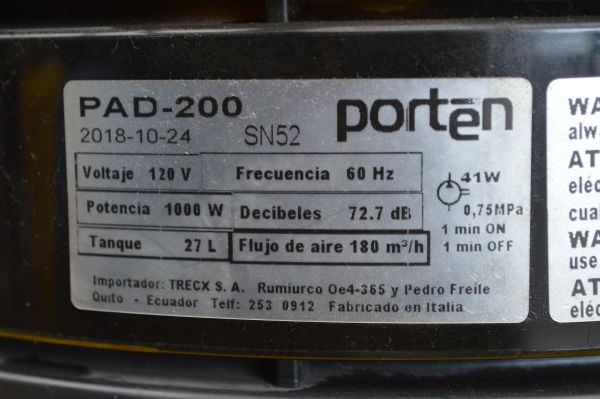 PAD-200
porten
2018-10-24 SN52
Voltaje 120 V Frecuencia 60 Hz
Potencia 1000 W Decibeles 72.7 dB
Tanque 27 L Flujo de aire 180 m³/h
41W
0,75MPa
1 min ON
1 min OFF
Importador: TRECX S. A. Rumiurco Oe4-365 y Pedro Freile
Quito - Ecuador Telf: 253 0912 Fabricado en Italia
WA
alwa
AT
eléc
cual
WA
use
AT
eléc